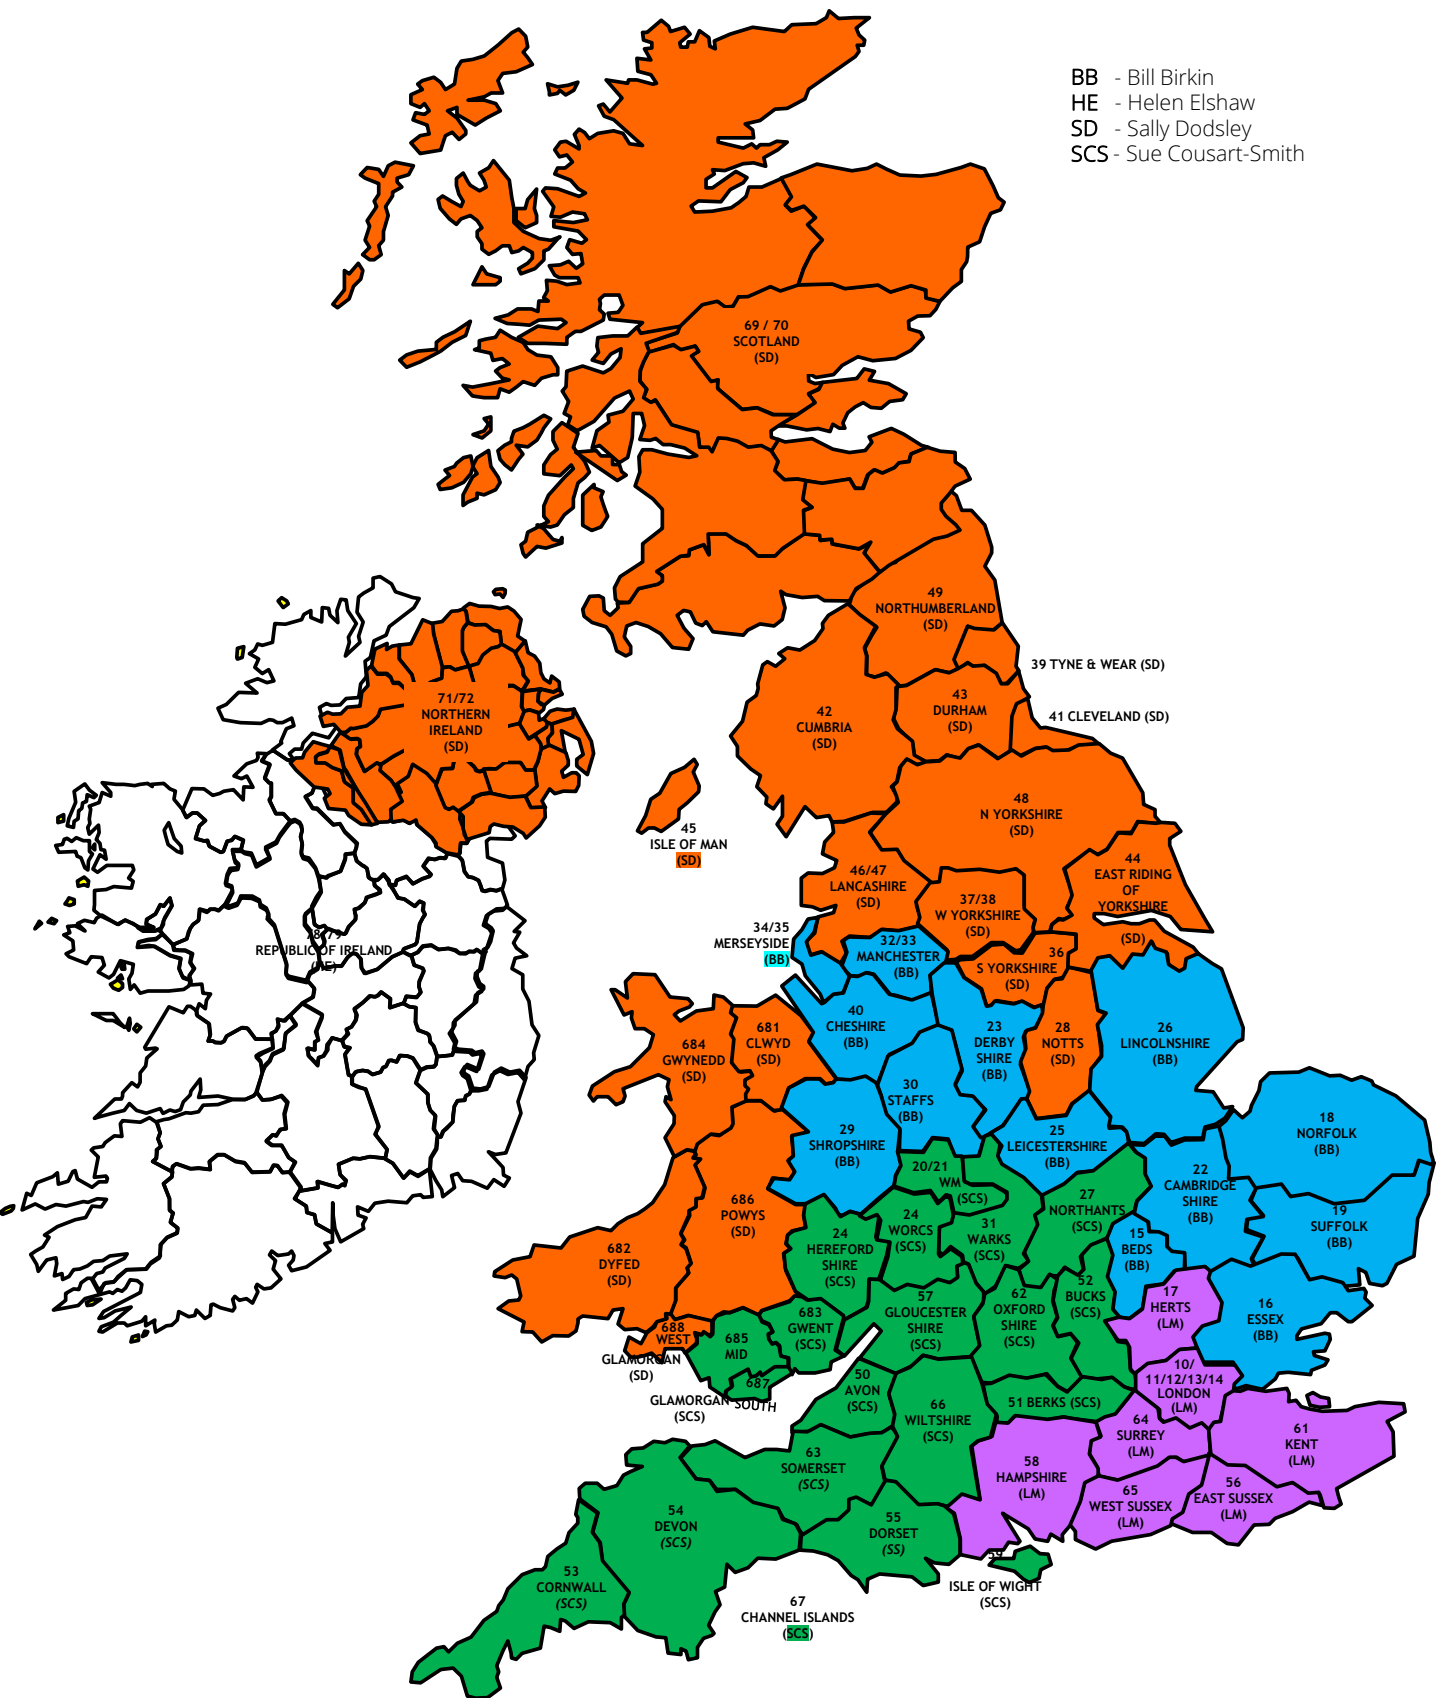 BB - Bill Birkin
HE - Helen Elshaw
SD - Sally Dodsley
SCS - Sue Cousart-Smith
69 / 70
SCOTLAND
(SD)
49
NORTHUMBERLAND
(SD)
39 TYNE & WEAR (SD)
71/72
NORTHERN
IRELAND
(SD)
42
CUMBRIA
(SD)
43
DURHAM
(SD)
41 CLEVELAND (SD)
48
N YORKSHIRE
(SD)
45
ISLE OF MAN
(SD)
46/47
LANCASHIRE
(SD)
37/38
W YORKSHIRE
(SD)
44
EAST RIDING
OF
YORKSHIRE
(SD)
REPUBLIC OF IRELAND
(HE)
34/35
MERSEYSIDE
(BB)
32/33
MANCHESTER
(BB)
36
S YORKSHIRE
(SD)
684
GWYNEDD
(SD)
681
CLWYD
(SD)
40
CHESHIRE
(BB)
23
DERBY
SHIRE
(BB)
28
NOTTS
(SD)
26
LINCOLNSHIRE
(BB)
30
STAFFS
(BB)
29
SHROPSHIRE
(BB)
25
LEICESTERSHIRE
(BB)
18
NORFOLK
(BB)
20/21
WM
(SCS)
22
CAMBRIDGE
SHIRE
(BB)
19
SUFFOLK
(BB)
686
POWYS
(SD)
24
HEREFORD
SHIRE
(SCS)
24
WORCS
(SCS)
31
WARKS
(SCS)
27
NORTHANTS
(SCS)
15
BEDS
(BB)
682
DYFED
(SD)
57
GLOUCESTER
SHIRE
(SCS)
62
OXFORD
SHIRE
(SCS)
52
BUCKS
(SCS)
17
HERTS
(LM)
16
ESSEX
(BB)
688
WEST
GLAMORGAN
(SD)
685
MID
GLAMORGAN
(SCS)
683
GWENT
(SCS)
687
SOUTH
50
AVON
(SCS)
66
WILTSHIRE
(SCS)
51 BERKS (SCS)
10/
11/12/13/14
LONDON
(LM)
64
SURREY
(LM)
61
KENT
(LM)
63
SOMERSET
(SCS)
58
HAMPSHIRE
(LM)
65
WEST SUSSEX
(LM)
56
EAST SUSSEX
(LM)
54
DEVON
(SCS)
55
DORSET
(SS)
53
CORNWALL
(SCS)
59
ISLE OF WIGHT
(SCS)
67
CHANNEL ISLANDS
(SCS)